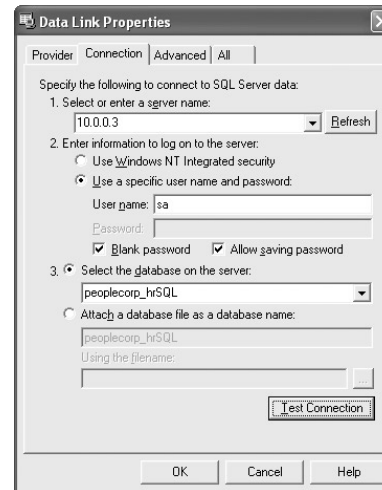 Data Link Properties
Provider Connection Advanced All
Specify the following to connect to SQL Server data:
1. Select or enter a server name:
10.0.0.3 Refresh
2. Enter information to log on to the server:
Use Windows NT Integrated security
Use a specific user name and password:
User name: sa
Password:
Blank password Allow saving password
3. Select the database on the server:
peoplecorp_hrSQL
Attach a database file as a database name:
peoplecorp_hrSQL
Using the filename:
...
Test Connection
OK Cancel Help